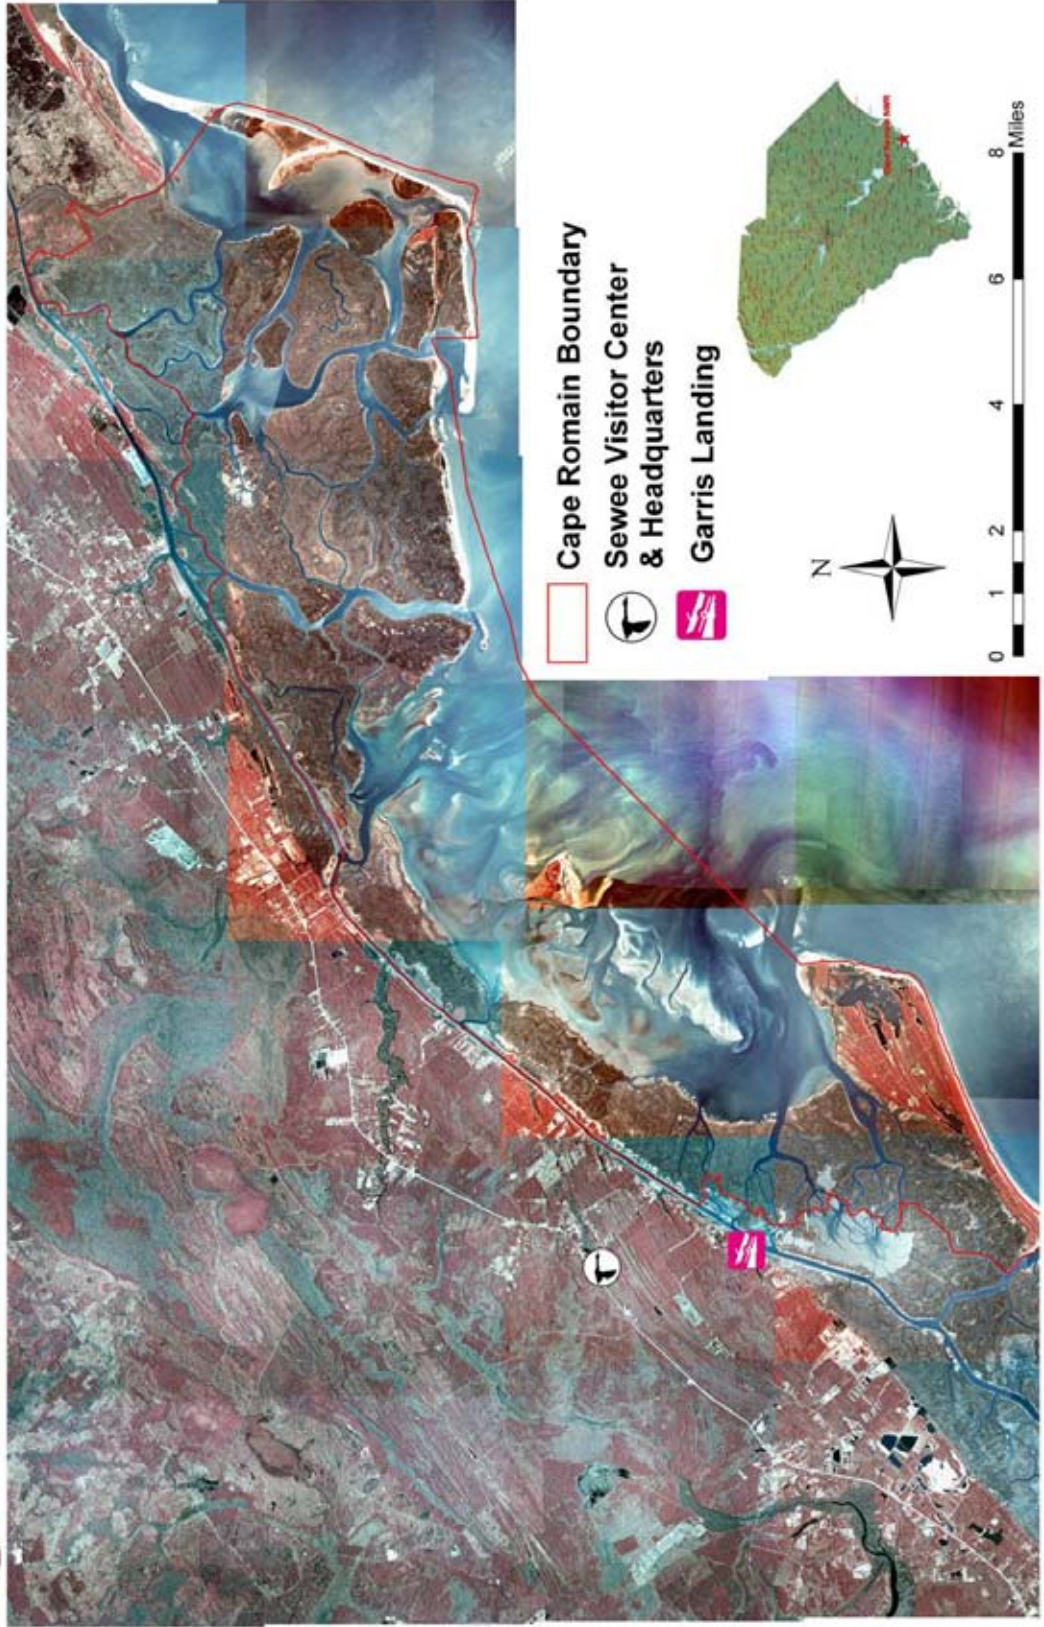 Cape Romain Boundary
Sewee Visitor Center
& Headquarters
Garris Landing
N
0 1 2 4 6 8
Miles